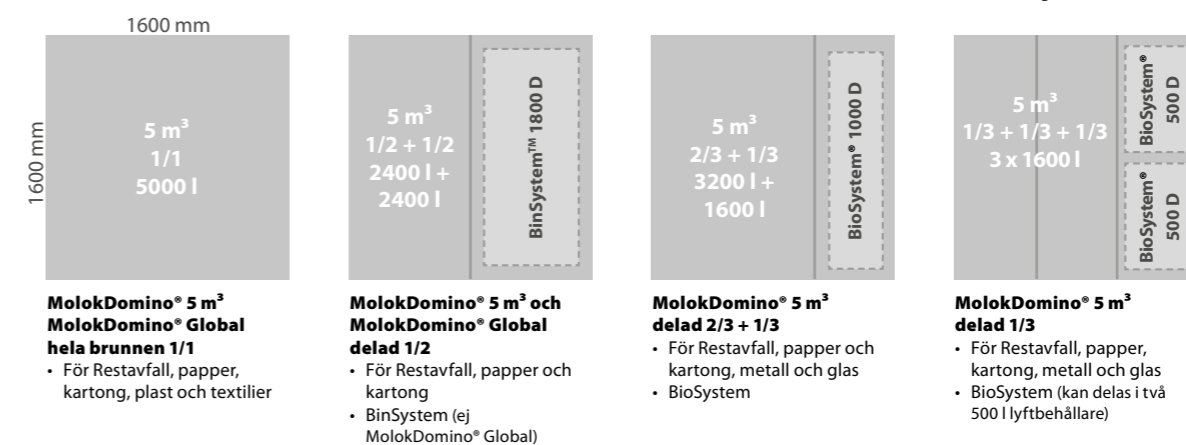 1600 mm
1600 mm
5 m³
1/1
5000 l
MolokDomino® 5 m³
MolokDomino® Global
hela brunnen 1/1
• För Restavfall, papper,
kartong, plast och textilier
5 m³
1/2 + 1/2
2400 l +
2400 l
BinSystem™ 1800 D
MolokDomino® 5 m³ och
MolokDomino® Global
delad 1/2
• För Restavfall, papper och
kartong
• BinSystem (ej
MolokDomino® Global)
5 m³
2/3 + 1/3
3200 l +
1600 l
BioSystem® 1000 D
MolokDomino® 5 m³
delad 2/3 + 1/3
• För Restavfall, papper och
kartong, metall och glas
• BioSystem
5 m³
1/3 + 1/3 + 1/3
3 x 1600 l
BioSystem®
500 D
BioSystem®
500 D
MolokDomino® 5 m³
delad 1/3
• För Restavfall, papper,
kartong, metall och glas
• BioSystem (kan delas i två
500 l lyftbehållare)